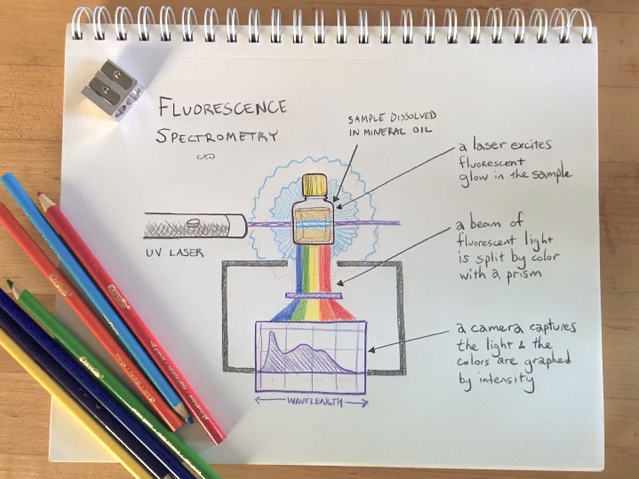 FLUORESCENCE
SPECTROMETRY
SAMPLE DISSOLVED
IN MINERAL OIL
a laser excites
fluorescent
glow in the sample
UV LASER
a beam of
fluorescent light
is split by color
with a prism
a camera captures
the light & the
colors are graphed
by intensity
WAVELENGTH